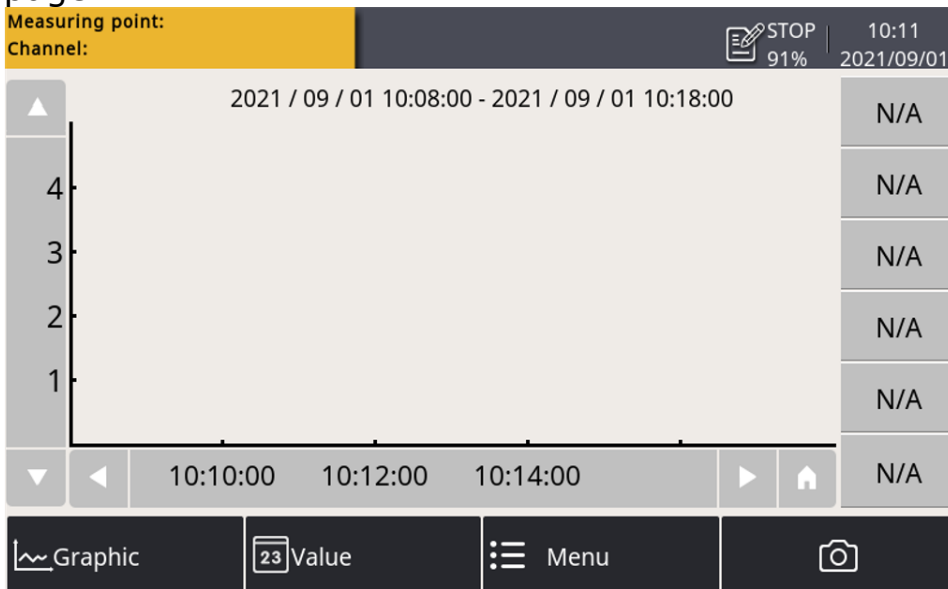 Measuring point:
Channel:
STOP
91%
10:11
2021/09/01
2021 / 09 / 01 10:08:00 - 2021 / 09 / 01 10:18:00
N/A
4
N/A
3
N/A
2
N/A
1
N/A
10:10:00 10:12:00 10:14:00
N/A
Graphic
23 Value
Menu